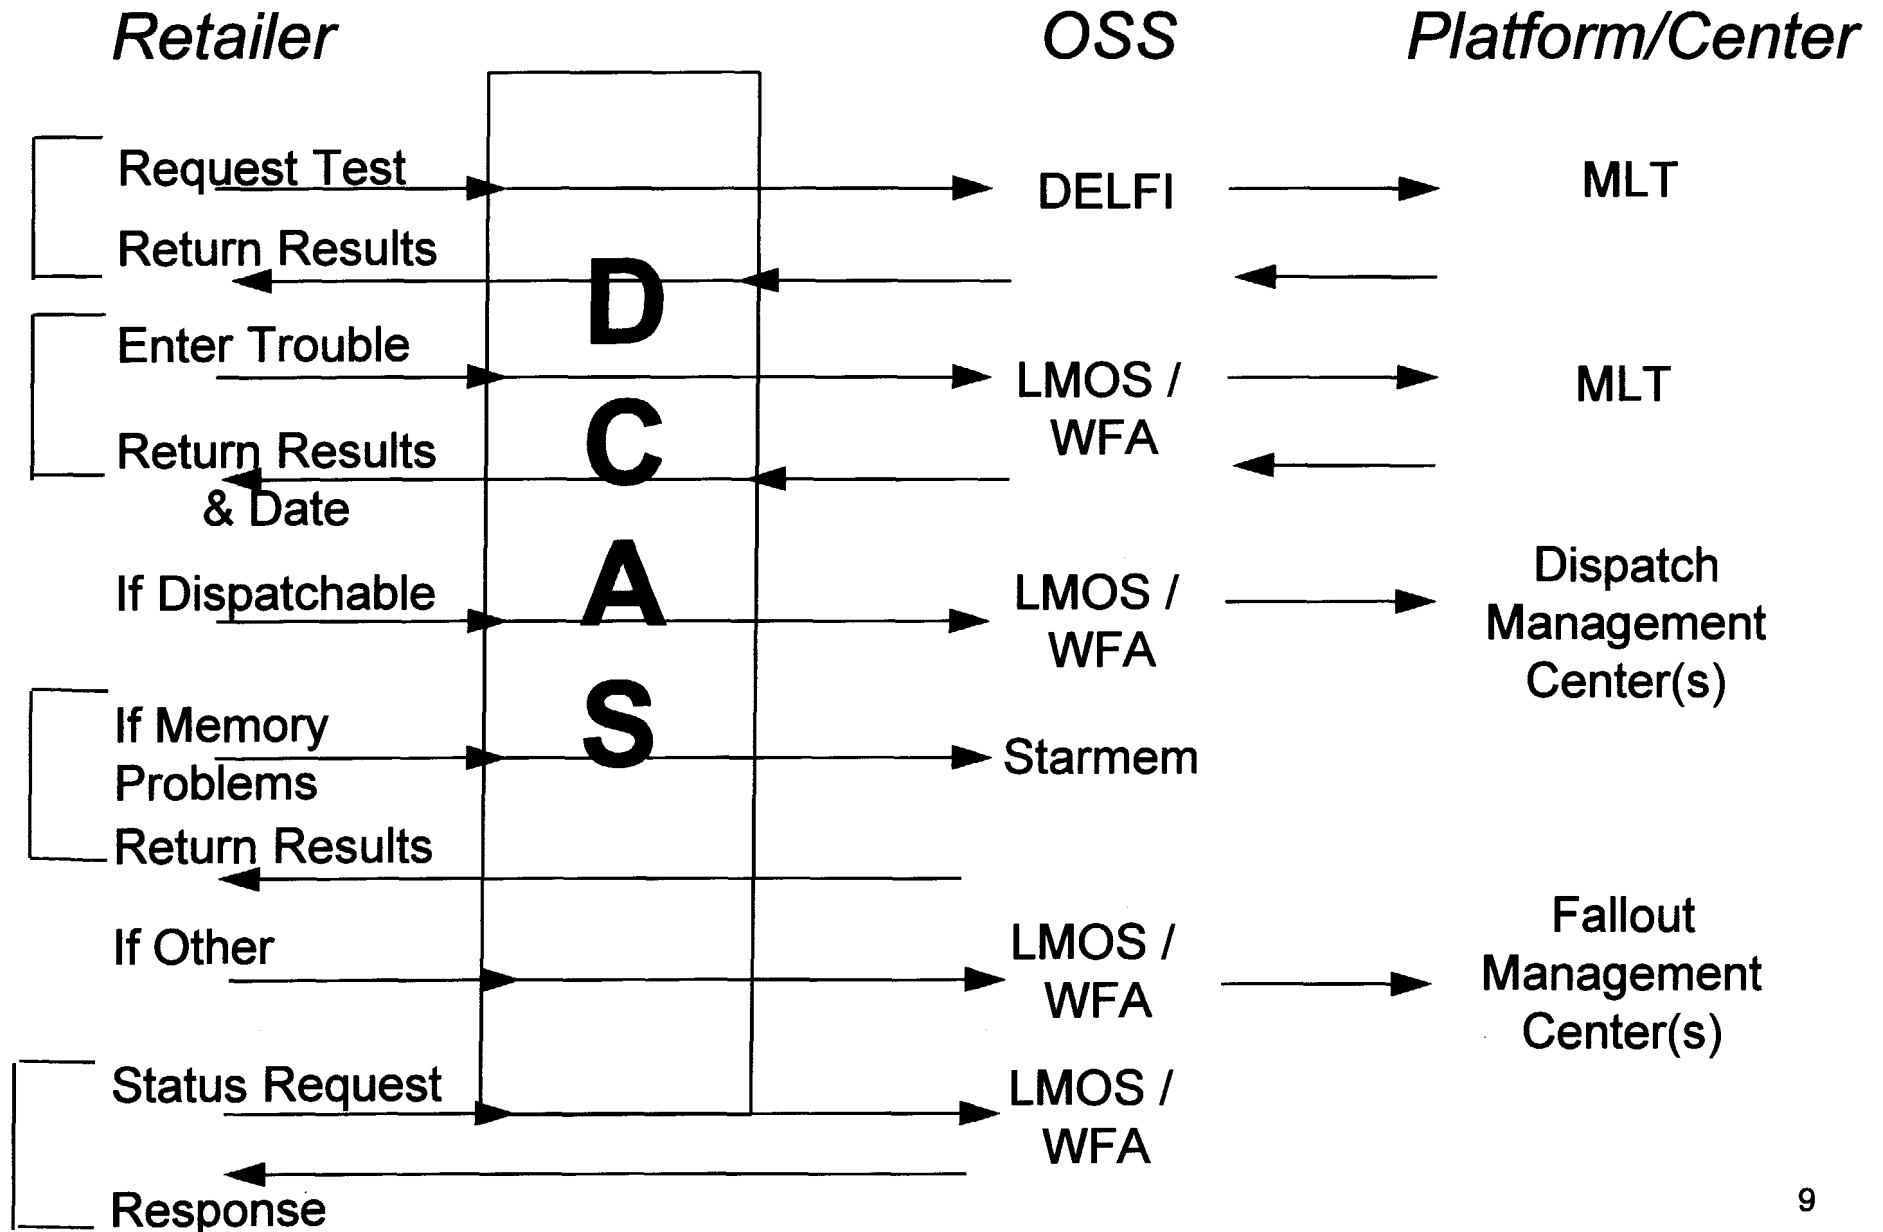 Retailer OSS Platform/Center
Request Test DELFI MLT
Return Results
Enter Trouble LMOS / MLT
WFA
Return Results
& Date
If Dispatchable LMOS / Dispatch
WFA Management
Center(s)
If Memory
Problems Starmem
Return Results
If Other LMOS / Fallout
WFA Management
Center(s)
Status Request LMOS /
WFA
Response
D
C
A
S
9